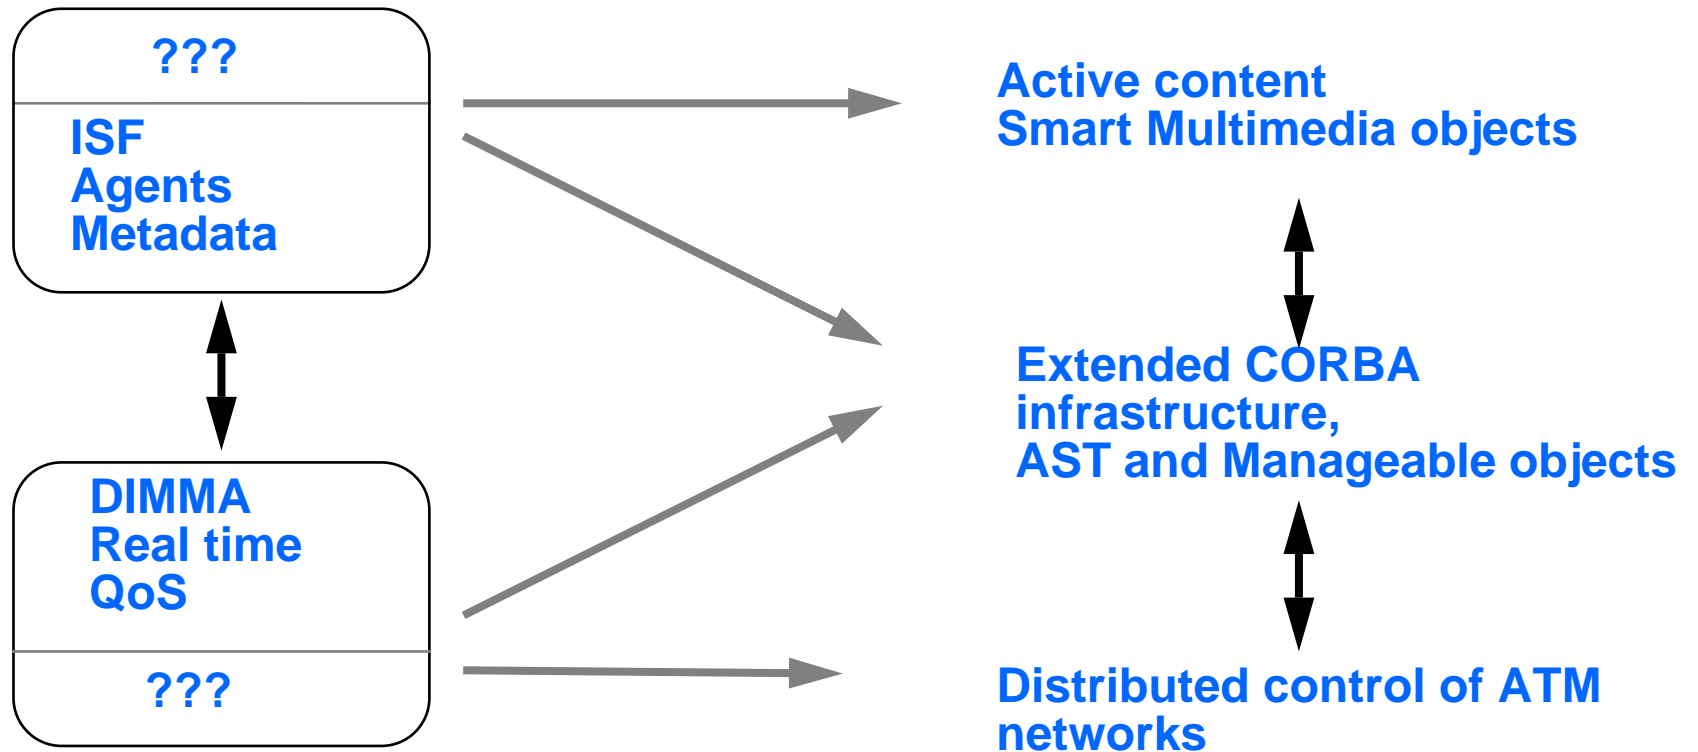 ???
ISF
Agents
Metadata
DIMMA
Real time
QoS
???
Active content
Smart Multimedia objects
Extended CORBA
infrastructure,
AST and Manageable objects
Distributed control of ATM
networks